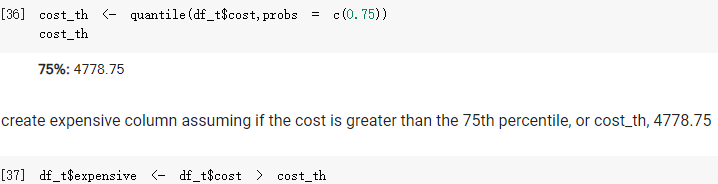 [36] cost_th <- quantile(df_t$cost,probs = c(0.75))
cost_th
75%: 4778.75
create expensive column assuming if the cost is greater than the 75th percentile, or cost_th, 4778.75
[37] df_t$expensive <- df_t$cost > cost_th